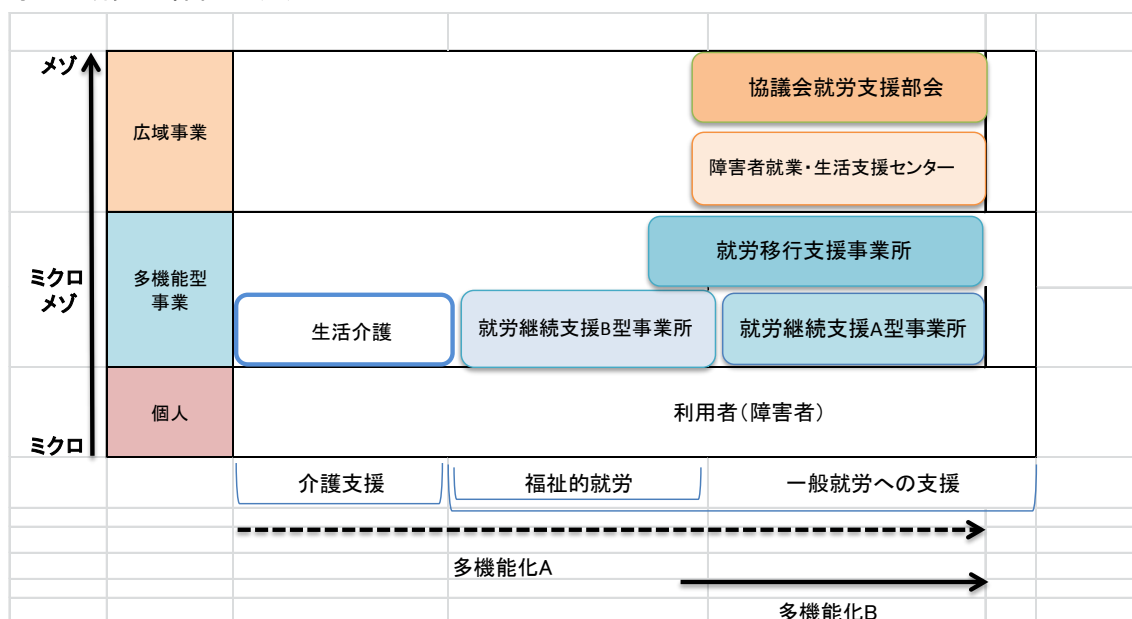 メゾ
協議会就労支援部会
広域事業
障害者就業・生活支援センター
就労移行支援事業所
ミクロ
メゾ
多機能型
事業
生活介護
就労継続支援B型事業所
就労継続支援A型事業所
個人
利用者(障害者)
ミクロ
介護支援
福祉的就労
一般就労への支援
多機能化A
多機能化B